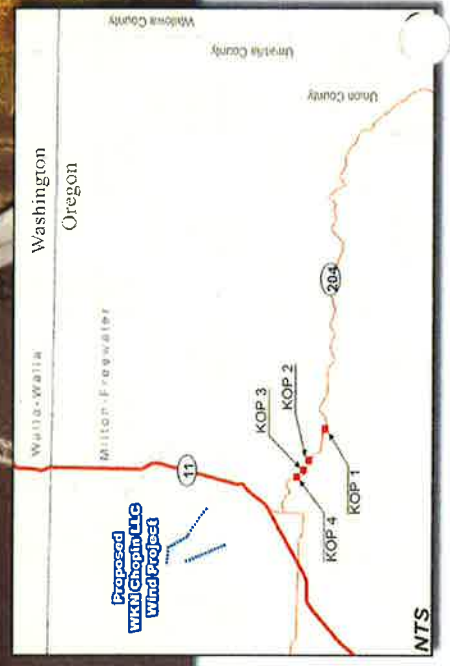 Wallowa County
Umatilla County
Union County
Washington
Oregon
Walla-Walla
Milton-Freewater
204
KOP 2
KOP 3
11
KOP 1
KOP 4
Proposed
WKN Chopin LLC
Wind Project
NTS